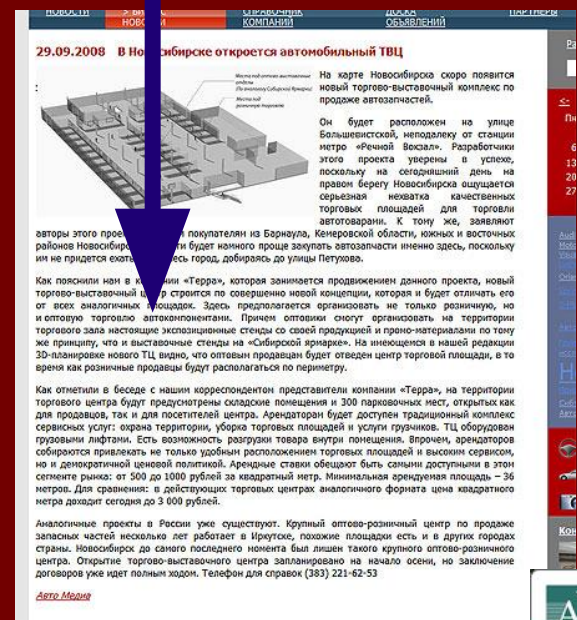 НОВОСТИ
НОВОСТИ
СПРАВОЧНИК
КОМПАНИЙ
ДОСКА
ОБЪЯВЛЕНИЙ
ПАРТНЕРЫ
29.09.2008 В Новосибирске откроется автомобильный ТВЦ
На карте Новосибирска скоро появится
новый торгово-выставочный комплекс по
продаже автозапчастей.
Он будет расположен на улице
Большевистской, неподалеку от станции
метро «Речной Вокзал». Разработчики
этого проекта уверены в успехе,
поскольку на сегодняшний день на
правом берегу Новосибирска ощущается
серьезная нехватка качественных
торговых площадей для торговли
автотоварами. К тому же, заявляют
авторы этого покупателям из Барнаула, Кемеровской области, южных и восточных
районов будет намного проще закупать автозапчасти именно здесь, поскольку
им не придется город, добираясь до улицы Петухова.
Как пояснили нам в «Терра», которая занимается продвижением данного проекта, новый
торгово-выставочный строится по совершенно новой концепции, которая и будет отличать его
от всех аналогичных площадок. Здесь предполагается организовать не только розничную, но
и оптовую торговлю автокомпонентами. Причем оптовики смогут организовать на территории
торгового зала настоящие экспозиционные стенды со своей продукцией и промо-материалами по тому
же принципу, что и выставочные стенды на «Сибирской ярмарке». На имеющемся в нашей редакции
3D-планировке нового ТЦ видно, что оптовым продавцам будет отведен центр торговой площади, в то
время как розничные продавцы будут располагаться по периметру.
Как отметили в беседе с нашим корреспондентом представители компании «Терра», на территории
торгового центра будут предусмотрены складские помещения и 300 парковочных мест, открытых как
для продавцов, так и для посетителей центра. Арендаторам будет доступен традиционный комплекс
сервисных услуг: охрана территории, уборка торговых площадей и услуги грузчиков. ТЦ оборудован
грузовыми лифтами. Есть возможность разгрузки товара внутри помещения. Впрочем, арендаторов
собираются привлекать не только удобным расположением торговых площадей и высоким сервисом,
но и демократичной ценовой политикой. Арендные ставки обещают быть самыми доступными в этом
сегменте рынка: от 500 до 1000 рублей за квадратный метр. Минимальная арендуемая площадь – 36
метров. Для сравнения: в действующих торговых центрах аналогичного формата цена квадратного
метра доходит сегодня до 3 000 рублей.
Аналогичные проекты в России уже существуют. Крупный оптово-розничный центр по продаже
запасных частей несколько лет работает в Иркутске, похожие площадки есть и в других городах
страны. Новосибирск до самого последнего момента был лишен такого крупного оптово-розничного
центра. Открытие торгово-выставочного центра запланировано на начало осени, но заключение
договоров уже идет полным ходом. Телефон для справок (383) 221-62-53
Авто Медиа